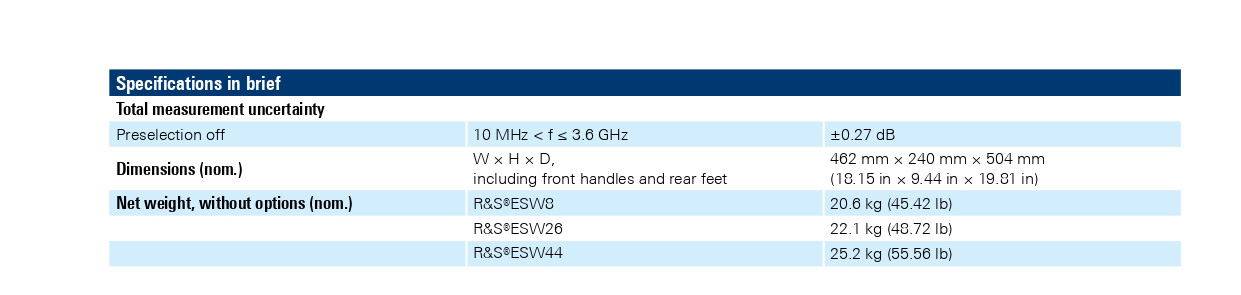 Specifications in brief
Total measurement uncertainty
Preselection off 10 MHz < f ≤ 3.6 GHz ±0.27 dB
Dimensions (nom.) W × H × D, 462 mm × 240 mm × 504 mm
including front handles and rear feet (18.15 in × 9.44 in × 19.81 in)
Net weight, without options (nom.) R&S®ESW8 20.6 kg (45.42 lb)
R&S®ESW26 22.1 kg (48.72 lb)
R&S®ESW44 25.2 kg (55.56 lb)